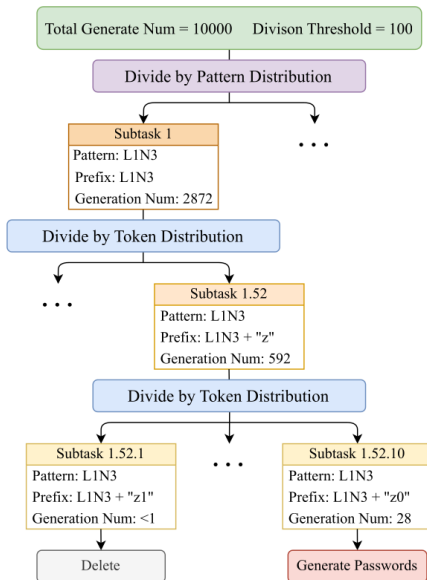 Total Generate Num = 10000 Divison Threshold = 100
Divide by Pattern Distribution
Subtask 1
Pattern: L1N3
Prefix: L1N3
Generation Num: 2872
...
Divide by Token Distribution
...
Subtask 1.52
Pattern: L1N3
Prefix: L1N3 + "z"
Generation Num: 592
Divide by Token Distribution
Subtask 1.52.1
Pattern: L1N3
Prefix: L1N3 + "z1"
Generation Num: <1
...
Subtask 1.52.10
Pattern: L1N3
Prefix: L1N3 + "z0"
Generation Num: 28
Delete
Generate Passwords